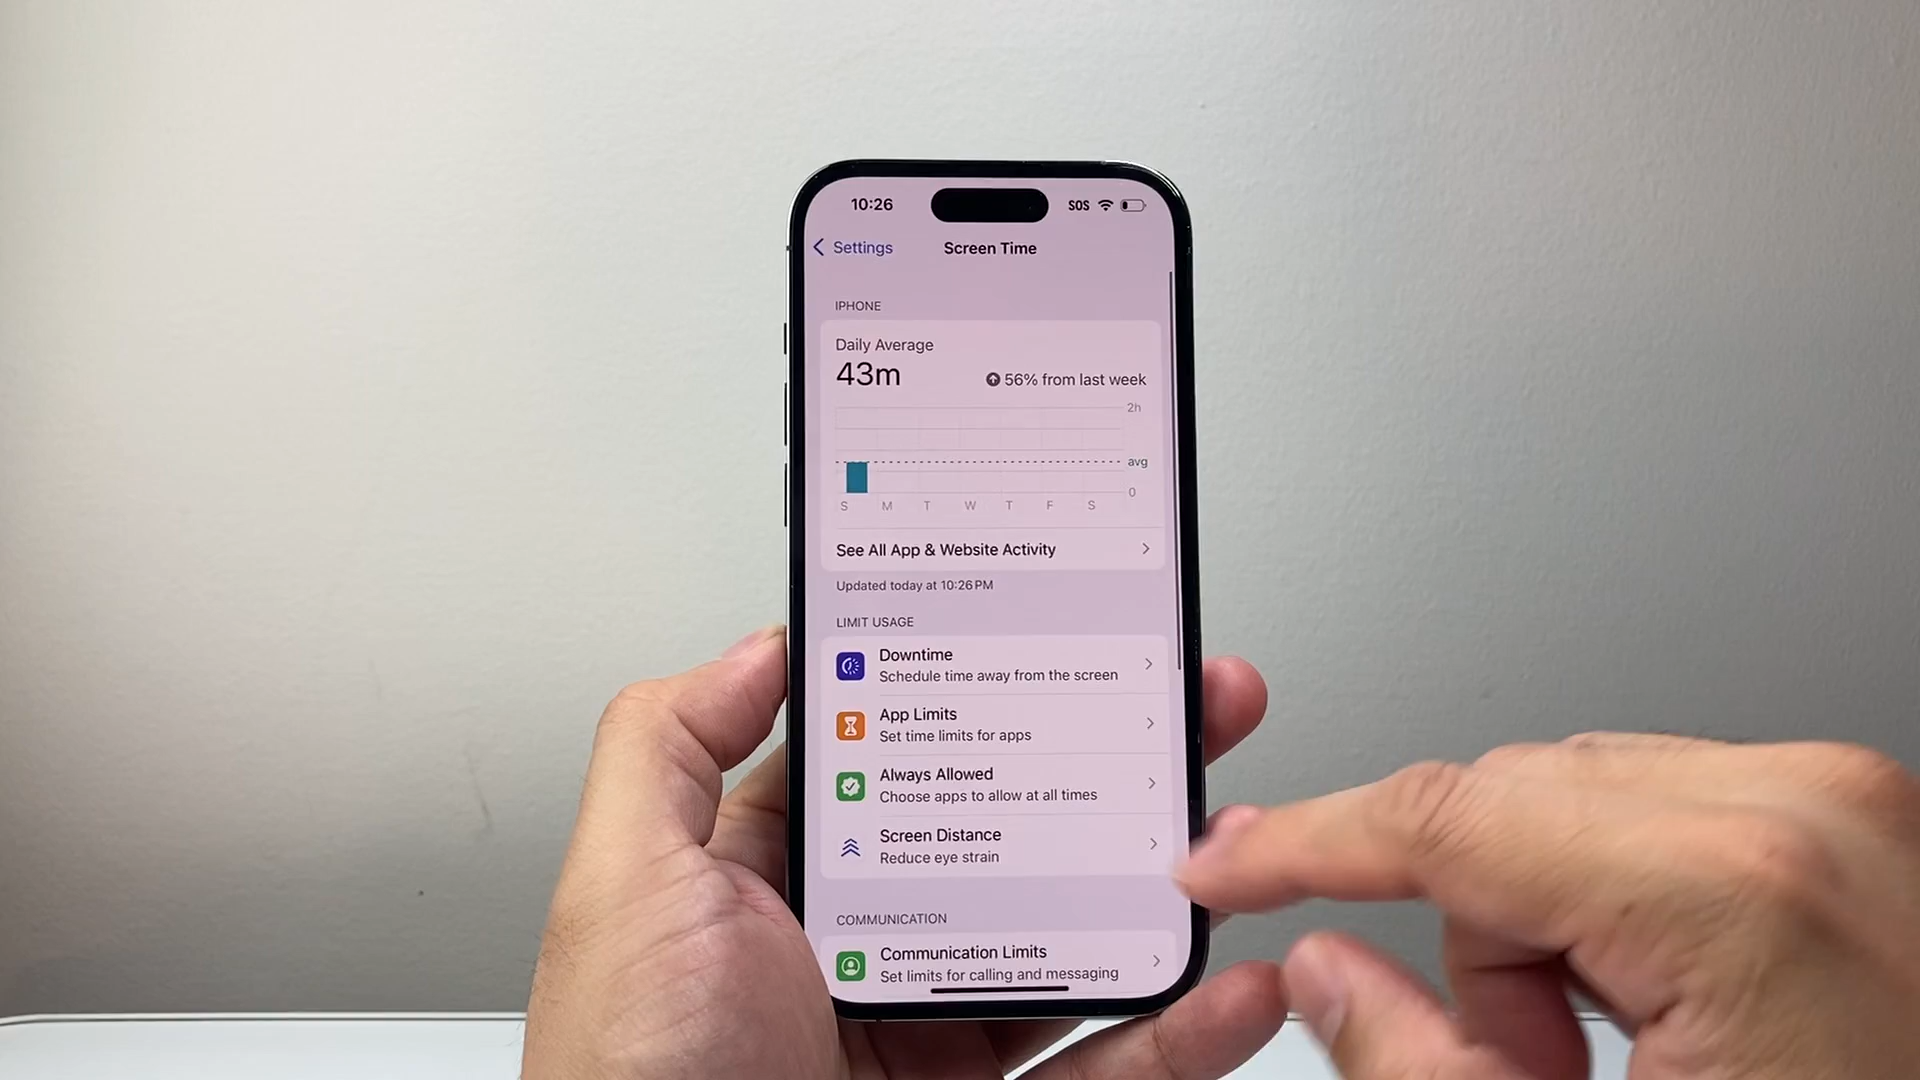 10:26
SOS
Settings
Screen Time
IPHONE
Daily Average
43m
56% from last week
2h
avg
0
S M T W T F S
See All App & Website Activity
Updated today at 10:26 PM
LIMIT USAGE
Downtime
Schedule time away from the screen
App Limits
Set time limits for apps
Always Allowed
Choose apps to allow at all times
Screen Distance
Reduce eye strain
COMMUNICATION
Communication Limits
Set limits for calling and messaging